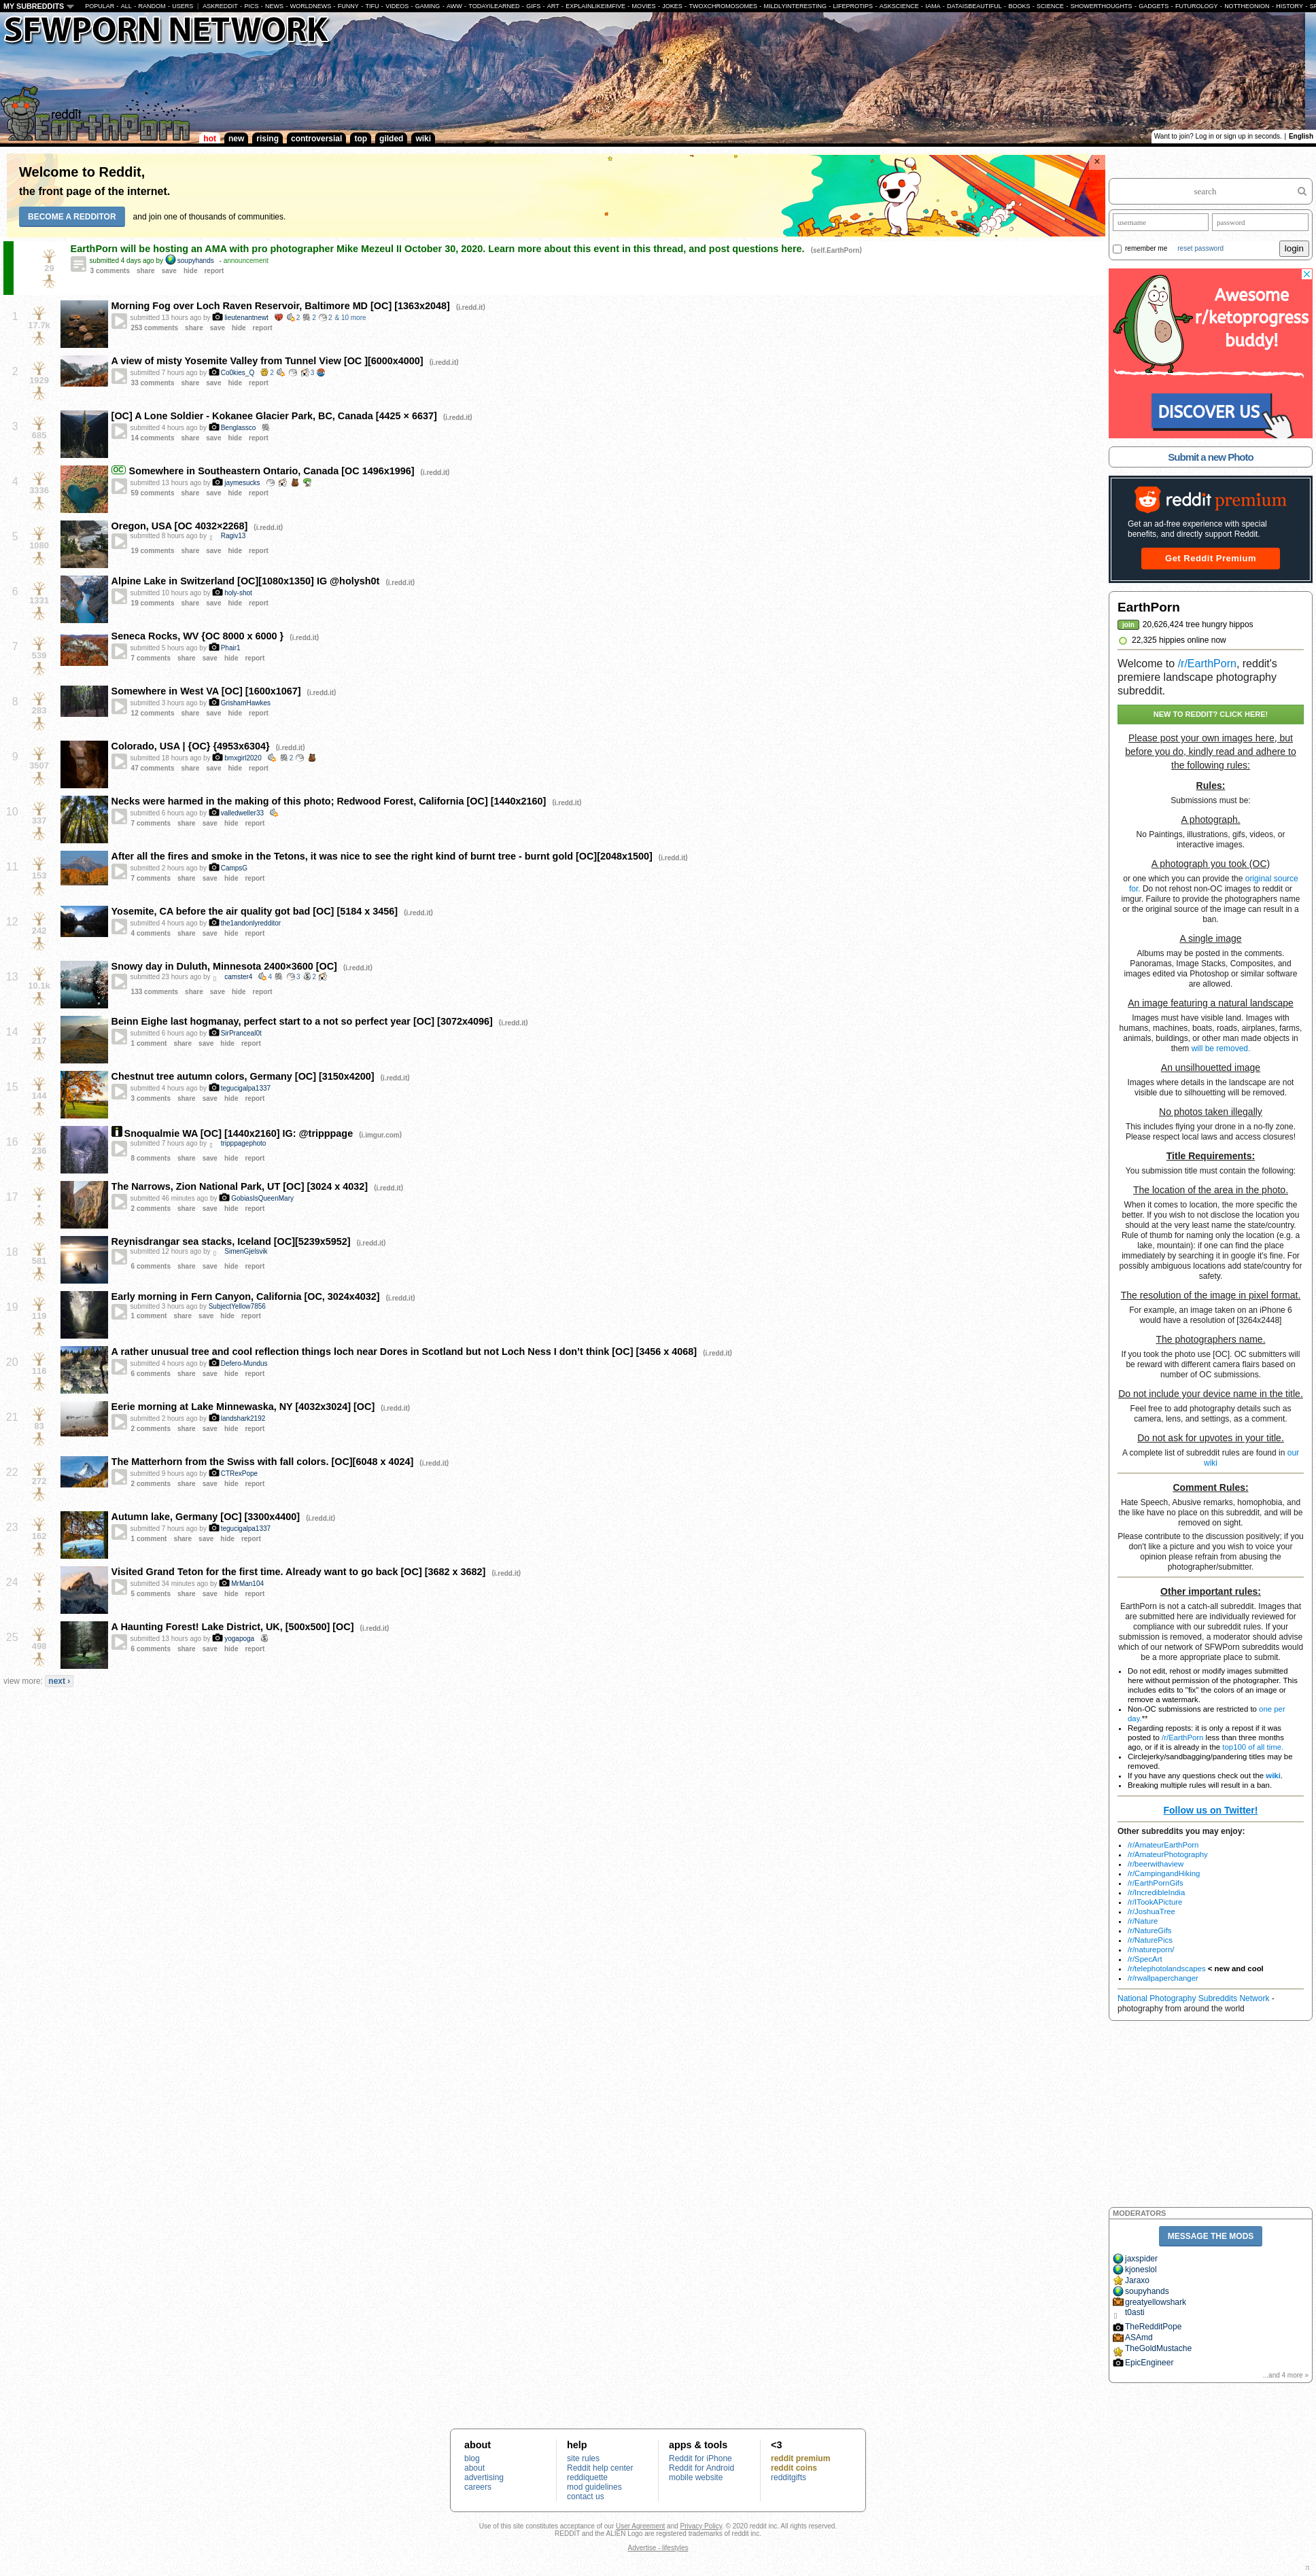 MY SUBREDDITS POPULAR - ALL - RANDOM - USERS | ASKREDDIT - PICS - NEWS - WORLDNEWS - FUNNY - TIFU - VIDEOS - GAMING - AWW - TODAYILEARNED - GIFS - ART - EXPLAINLIKEIMFIVE - MOVIES - JOKES - TWOXCHROMOSOMES - MILDLYINTERESTING - LIFEPROTIPS - ASKSCIENCE - IAMA - DATAISBEAUTIFUL - BOOKS - SCIENCE - SHOWERTHOUGHTS - GADGETS - FUTUROLOGY - NOTTHEONION - HISTORY - SP
SFWPORN NETWORK
reddit
EarthPorn
hot new rising controversial top gilded wiki
Want to join? Log in or sign up in seconds. | English
Welcome to Reddit,
the front page of the internet.
BECOME A REDDITOR and join one of thousands of communities.
EarthPorn will be hosting an AMA with pro photographer Mike Mezeul II October 30, 2020. Learn more about this event in this thread, and post questions here. (self.EarthPorn)
29
submitted 4 days ago by soupyhands - announcement
3 comments share save hide report
1
17.7k
Morning Fog over Loch Raven Reservoir, Baltimore MD [OC] [1363x2048] (i.redd.it)
submitted 13 hours ago by lieutenantnewt 2 2 2 & 10 more
253 comments share save hide report
2
1929
A view of misty Yosemite Valley from Tunnel View [OC ][6000x4000] (i.redd.it)
submitted 7 hours ago by Co0kies_Q 2 3
33 comments share save hide report
3
685
[OC] A Lone Soldier - Kokanee Glacier Park, BC, Canada [4425 × 6637] (i.redd.it)
submitted 4 hours ago by Benglassco
14 comments share save hide report
4
3336
OC Somewhere in Southeastern Ontario, Canada [OC 1496x1996] (i.redd.it)
submitted 13 hours ago by jaymesucks
59 comments share save hide report
5
1080
Oregon, USA [OC 4032×2268] (i.redd.it)
submitted 8 hours ago by Ragiv13
19 comments share save hide report
6
1331
Alpine Lake in Switzerland [OC][1080x1350] IG @holysh0t (i.redd.it)
submitted 10 hours ago by holy-shot
19 comments share save hide report
7
539
Seneca Rocks, WV {OC 8000 x 6000 } (i.redd.it)
submitted 5 hours ago by Phair1
7 comments share save hide report
8
283
Somewhere in West VA [OC] [1600x1067] (i.redd.it)
submitted 3 hours ago by GrishamHawkes
12 comments share save hide report
9
3507
Colorado, USA | {OC} {4953x6304} (i.redd.it)
submitted 18 hours ago by bmxgirl2020 2
47 comments share save hide report
10
337
Necks were harmed in the making of this photo; Redwood Forest, California [OC] [1440x2160] (i.redd.it)
submitted 6 hours ago by valledweller33
7 comments share save hide report
11
153
After all the fires and smoke in the Tetons, it was nice to see the right kind of burnt tree - burnt gold [OC][2048x1500] (i.redd.it)
submitted 2 hours ago by CampsG
7 comments share save hide report
12
242
Yosemite, CA before the air quality got bad [OC] [5184 x 3456] (i.redd.it)
submitted 4 hours ago by the1andonlyredditor
4 comments share save hide report
13
10.1k
Snowy day in Duluth, Minnesota 2400×3600 [OC] (i.redd.it)
submitted 23 hours ago by camster4 4 3 2
133 comments share save hide report
14
217
Beinn Eighe last hogmanay, perfect start to a not so perfect year [OC] [3072x4096] (i.redd.it)
submitted 6 hours ago by SirPranceal0t
1 comment share save hide report
15
144
Chestnut tree autumn colors, Germany [OC] [3150x4200] (i.redd.it)
submitted 4 hours ago by tegucigalpa1337
3 comments share save hide report
16
236
Snoqualmie WA [OC] [1440x2160] IG: @tripppage (i.imgur.com)
submitted 7 hours ago by tripppagephoto
8 comments share save hide report
17
•
The Narrows, Zion National Park, UT [OC] [3024 x 4032] (i.redd.it)
submitted 46 minutes ago by GobiasIsQueenMary
2 comments share save hide report
18
581
Reynisdrangar sea stacks, Iceland [OC][5239x5952] (i.redd.it)
submitted 12 hours ago by SimenGjelsvik
6 comments share save hide report
19
119
Early morning in Fern Canyon, California [OC, 3024x4032] (i.redd.it)
submitted 3 hours ago by SubjectYellow7856
1 comment share save hide report
20
116
A rather unusual tree and cool reflection things loch near Dores in Scotland but not Loch Ness I don’t think [OC] [3456 x 4068] (i.redd.it)
submitted 4 hours ago by Defero-Mundus
6 comments share save hide report
21
83
Eerie morning at Lake Minnewaska, NY [4032x3024] [OC] (i.redd.it)
submitted 2 hours ago by landshark2192
2 comments share save hide report
22
272
The Matterhorn from the Swiss with fall colors. [OC][6048 x 4024] (i.redd.it)
submitted 9 hours ago by CTRexPope
2 comments share save hide report
23
162
Autumn lake, Germany [OC] [3300x4400] (i.redd.it)
submitted 7 hours ago by tegucigalpa1337
1 comment share save hide report
24
•
Visited Grand Teton for the first time. Already want to go back [OC] [3682 x 3682] (i.redd.it)
submitted 34 minutes ago by MrMan104
5 comments share save hide report
25
498
A Haunting Forest! Lake District, UK, [500x500] [OC] (i.redd.it)
submitted 13 hours ago by yogapoga
6 comments share save hide report
view more: next ›
search
username password
remember me reset password login
Awesome
r/ketoprogress
buddy!
DISCOVER US
Submit a new Photo
reddit premium
Get an ad-free experience with special
benefits, and directly support Reddit.
Get Reddit Premium
EarthPorn
join 20,626,424 tree hungry hippos
22,325 hippies online now
Welcome to /r/EarthPorn, reddit's
premiere landscape photography
subreddit.
NEW TO REDDIT? CLICK HERE!
Please post your own images here, but
before you do, kindly read and adhere to
the following rules:
Rules:
Submissions must be:
A photograph.
No Paintings, illustrations, gifs, videos, or
interactive images.
A photograph you took (OC)
or one which you can provide the original source
for. Do not rehost non-OC images to reddit or
imgur. Failure to provide the photographers name
or the original source of the image can result in a
ban.
A single image
Albums may be posted in the comments.
Panoramas, Image Stacks, Composites, and
images edited via Photoshop or similar software
are allowed.
An image featuring a natural landscape
Images must have visible land. Images with
humans, machines, boats, roads, airplanes, farms,
animals, buildings, or other man made objects in
them will be removed.
An unsilhouetted image
Images where details in the landscape are not
visible due to silhouetting will be removed.
No photos taken illegally
This includes flying your drone in a no-fly zone.
Please respect local laws and access closures!
Title Requirements:
You submission title must contain the following:
The location of the area in the photo.
When it comes to location, the more specific the
better. If you wish to not disclose the location you
should at the very least name the state/country.
Rule of thumb for naming only the location (e.g. a
lake, mountain): if one can find the place
immediately by searching it in google it's fine. For
possibly ambiguous locations add state/country for
safety.
The resolution of the image in pixel format.
For example, an image taken on an iPhone 6
would have a resolution of [3264x2448]
The photographers name.
If you took the photo use [OC]. OC submitters will
be reward with different camera flairs based on
number of OC submissions.
Do not include your device name in the title.
Feel free to add photography details such as
camera, lens, and settings, as a comment.
Do not ask for upvotes in your title.
A complete list of subreddit rules are found in our
wiki
Comment Rules:
Hate Speech, Abusive remarks, homophobia, and
the like have no place on this subreddit, and will be
removed on sight.
Please contribute to the discussion positively; if you
don't like a picture and you wish to voice your
opinion please refrain from abusing the
photographer/submitter.
Other important rules:
EarthPorn is not a catch-all subreddit. Images that
are submitted here are individually reviewed for
compliance with our subreddit rules. If your
submission is removed, a moderator should advise
which of our network of SFWPorn subreddits would
be a more appropriate place to submit.
• Do not edit, rehost or modify images submitted
here without permission of the photographer. This
includes edits to "fix" the colors of an image or
remove a watermark.
• Non-OC submissions are restricted to one per
day.**
• Regarding reposts: it is only a repost if it was
posted to /r/EarthPorn less than three months
ago, or if it is already in the top100 of all time.
• Circlejerky/sandbagging/pandering titles may be
removed.
• If you have any questions check out the wiki.
• Breaking multiple rules will result in a ban.
Follow us on Twitter!
Other subreddits you may enjoy:
• /r/AmateurEarthPorn
• /r/AmateurPhotography
• /r/beerwithaview
• /r/CampingandHiking
• /r/EarthPornGifs
• /r/IncredibleIndia
• /r/ITookAPicture
• /r/JoshuaTree
• /r/Nature
• /r/NatureGifs
• /r/NaturePics
• /r/natureporn/
• /r/SpecArt
• /r/telephotolandscapes < new and cool
• /r/rwallpaperchanger
National Photography Subreddits Network -
photography from around the world
MODERATORS
MESSAGE THE MODS
jaxspider
kjoneslol
Jaraxo
soupyhands
greatyellowshark
t0asti
TheRedditPope
ASAmd
TheGoldMustache
EpicEngineer
...and 4 more »
about
blog
about
advertising
careers
help
site rules
Reddit help center
reddiquette
mod guidelines
contact us
apps & tools
Reddit for iPhone
Reddit for Android
mobile website
<3
reddit premium
reddit coins
redditgifts
Use of this site constitutes acceptance of our User Agreement and Privacy Policy. © 2020 reddit inc. All rights reserved.
REDDIT and the ALIEN Logo are registered trademarks of reddit inc.
Advertise - lifestyles
π